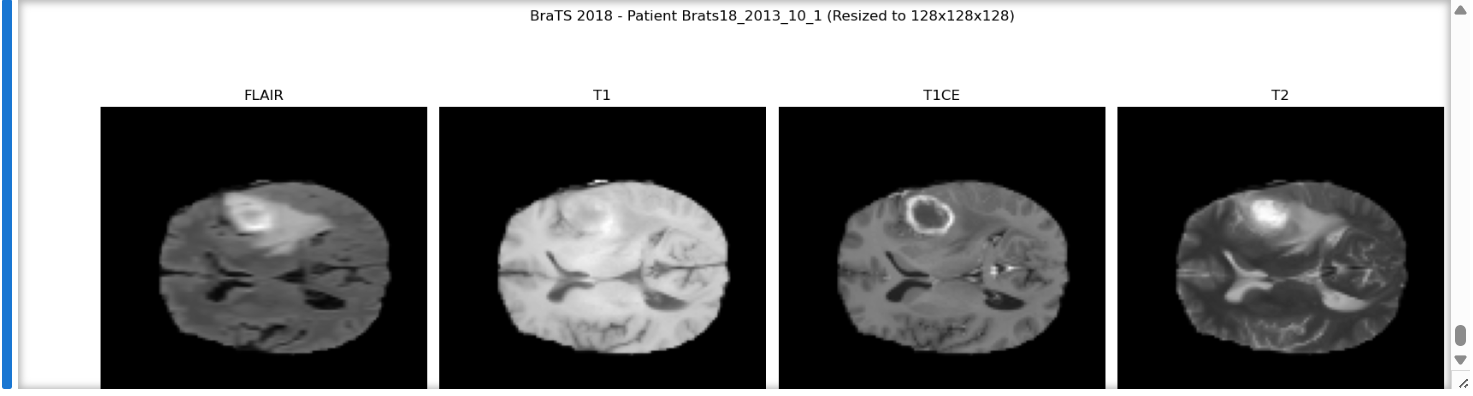 BraTS 2018 - Patient Brats18_2013_10_1 (Resized to 128x128x128)
FLAIR
T1
T1CE
T2